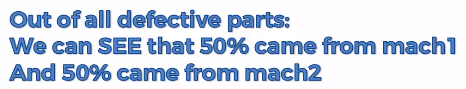 Out of all defective parts:
We can SEE that 50% came from mach1
And 50% came from mach2